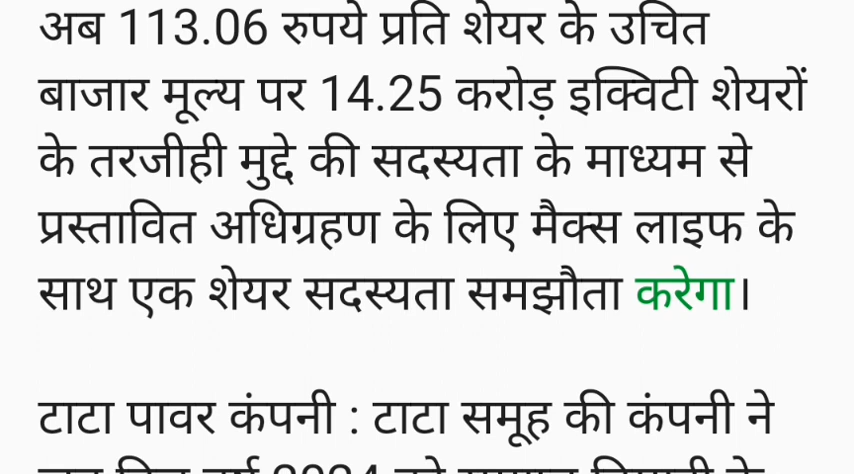 अब 113.06 रुपये प्रति शेयर के उचित
बाजार मूल्य पर 14.25 करोड़ इक्विटी शेयरों
के तरजीही मुद्दे की सदस्यता के माध्यम से
प्रस्तावित अधिग्रहण के लिए मैक्स लाइफ के
साथ एक शेयर सदस्यता समझौता करेगा।
टाटा पावर कंपनी : टाटा समूह की कंपनी ने